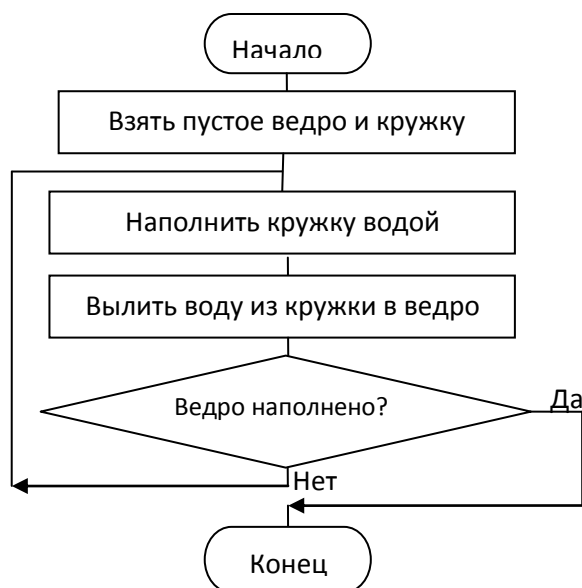 Начало
Взять пустое ведро и кружку
Наполнить кружку водой
Вылить воду из кружки в ведро
Ведро наполнено?
Да
Нет
Конец